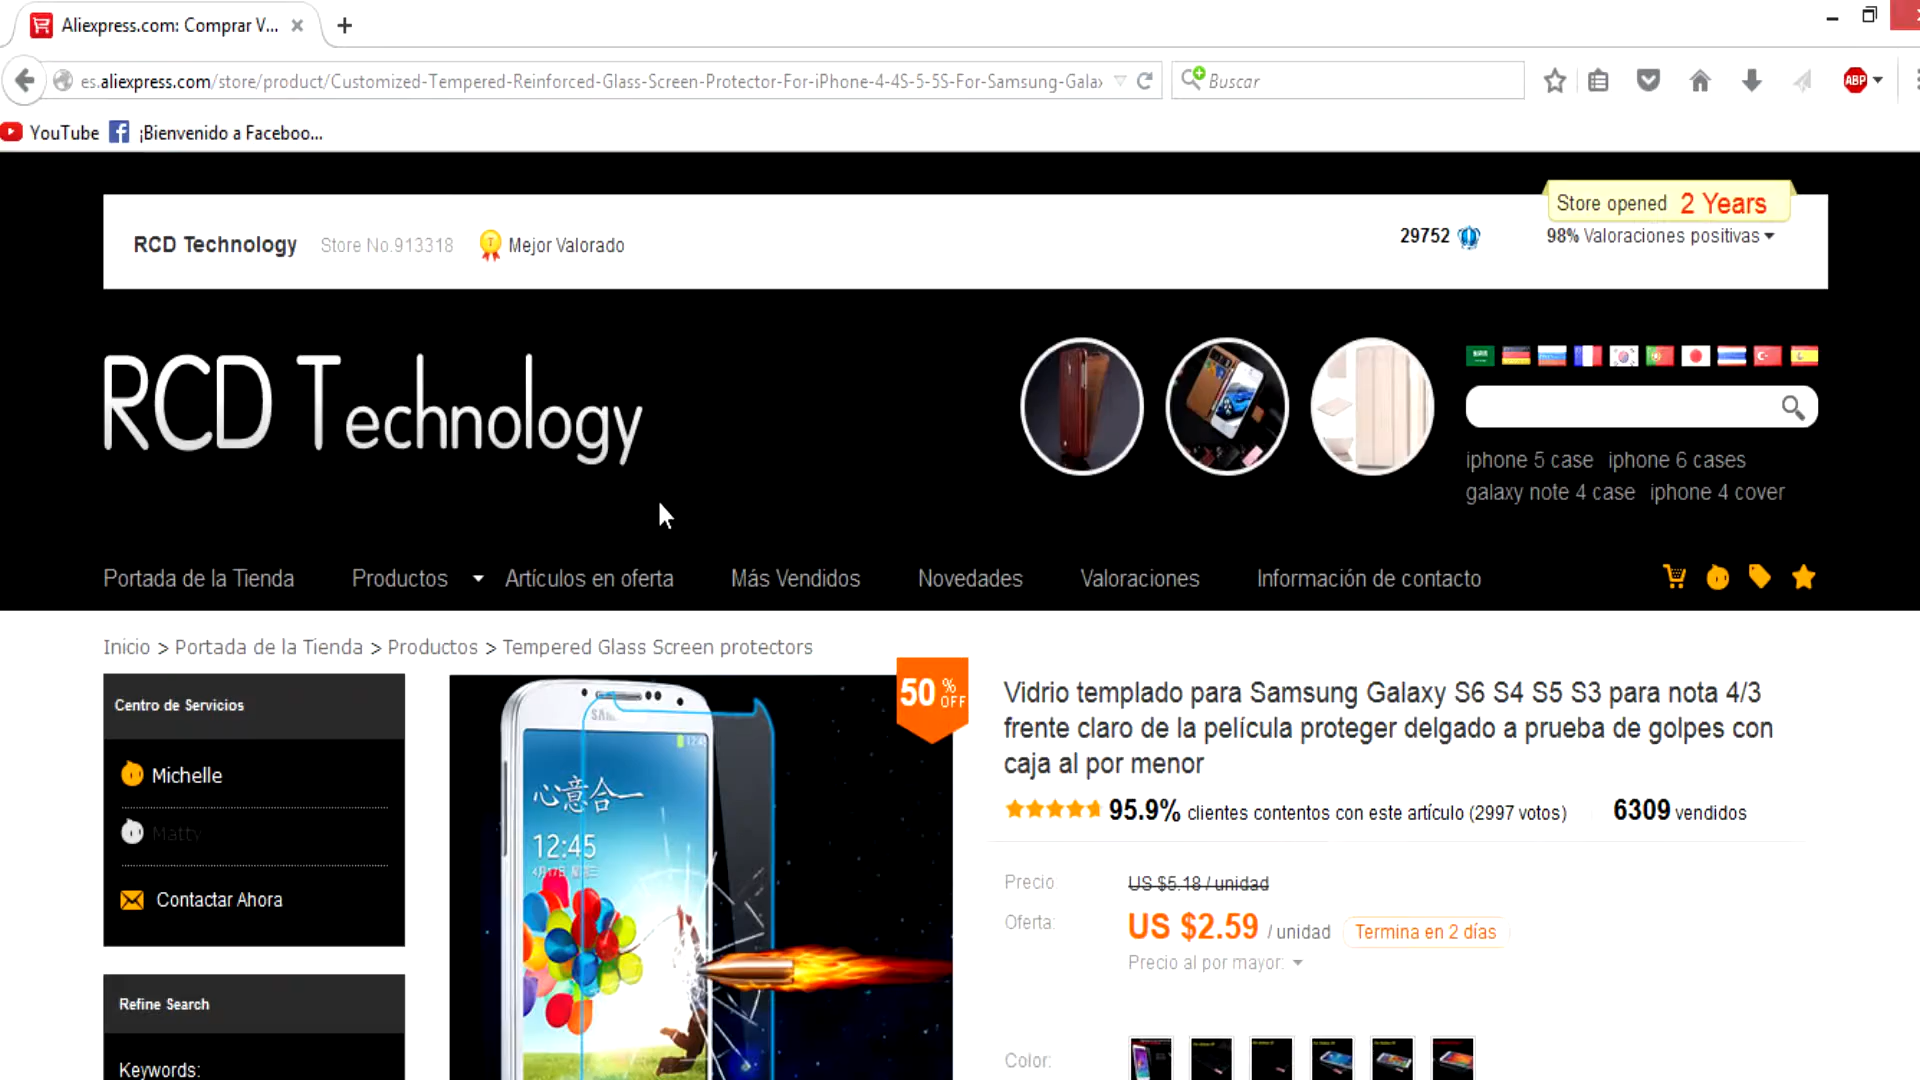 Aliexpress.com: Comprar V...
es.aliexpress.com/store/product/Customized-Tempered-Reinforced-Glass-Screen-Protector-For-iPhone-4-4S-5-5S-For-Samsung-Gala
Buscar
ABP
YouTube
¡Bienvenido a Faceboo...
Store opened 2 Years
RCD Technology
Store No.913318
Mejor Valorado
29752
98% Valoraciones positivas
RCD Technology
iphone 5 case iphone 6 cases
galaxy note 4 case iphone 4 cover
Portada de la Tienda
Productos
Artículos en oferta
Más Vendidos
Novedades
Valoraciones
Información de contacto
Inicio > Portada de la Tienda > Productos > Tempered Glass Screen protectors
Centro de Servicios
Michelle
Matty
Contactar Ahora
Refine Search
Keywords:
50 % OFF
心意合一
12:45
Vidrio templado para Samsung Galaxy S6 S4 S5 S3 para nota 4/3
frente claro de la película proteger delgado a prueba de golpes con
caja al por menor
95.9% clientes contentos con este artículo (2997 votos)
6309 vendidos
Precio
US $5.18 / unidad
Oferta:
US $2.59 / unidad
Termina en 2 días
Precio al por mayor:
Color: